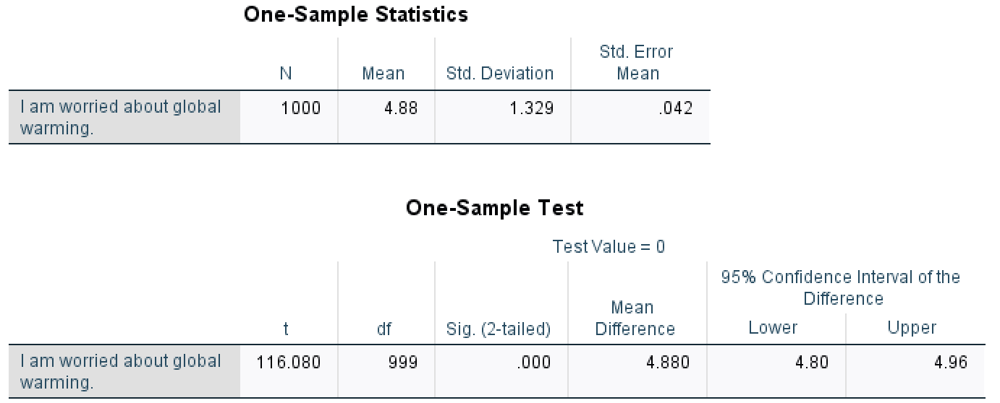 One-Sample Statistics
N Mean Std. Deviation Std. Error Mean
I am worried about global warming. 1000 4.88 1.329 .042
One-Sample Test
Test Value = 0
t df Sig. (2-tailed) Mean Difference 95% Confidence Interval of the Difference
Lower Upper
I am worried about global warming. 116.080 999 .000 4.880 4.80 4.96